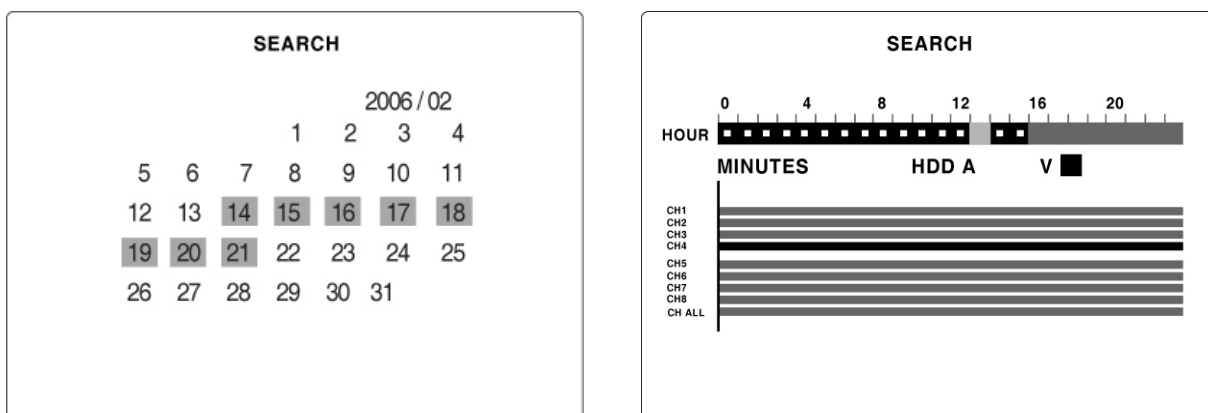 SEARCH
2006 / 02
1 2 3 4
5 6 7 8 9 10 11
12 13 14 15 16 17 18
19 20 21 22 23 24 25
26 27 28 29 30 31
SEARCH
0 4 8 12 16 20
HOUR
MINUTES HDD A V
CH1
CH2
CH3
CH4
CH5
CH6
CH7
CH8
CH ALL